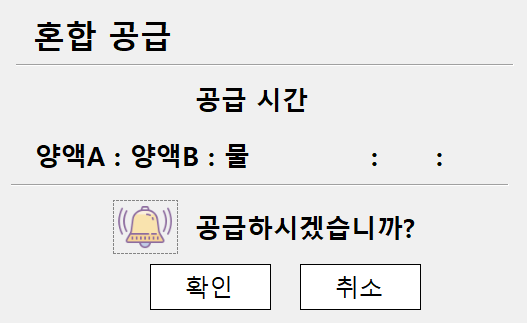 혼합 공급
공급 시간
양액A : 양액B : 물 : :
공급하시겠습니까?
확인 취소